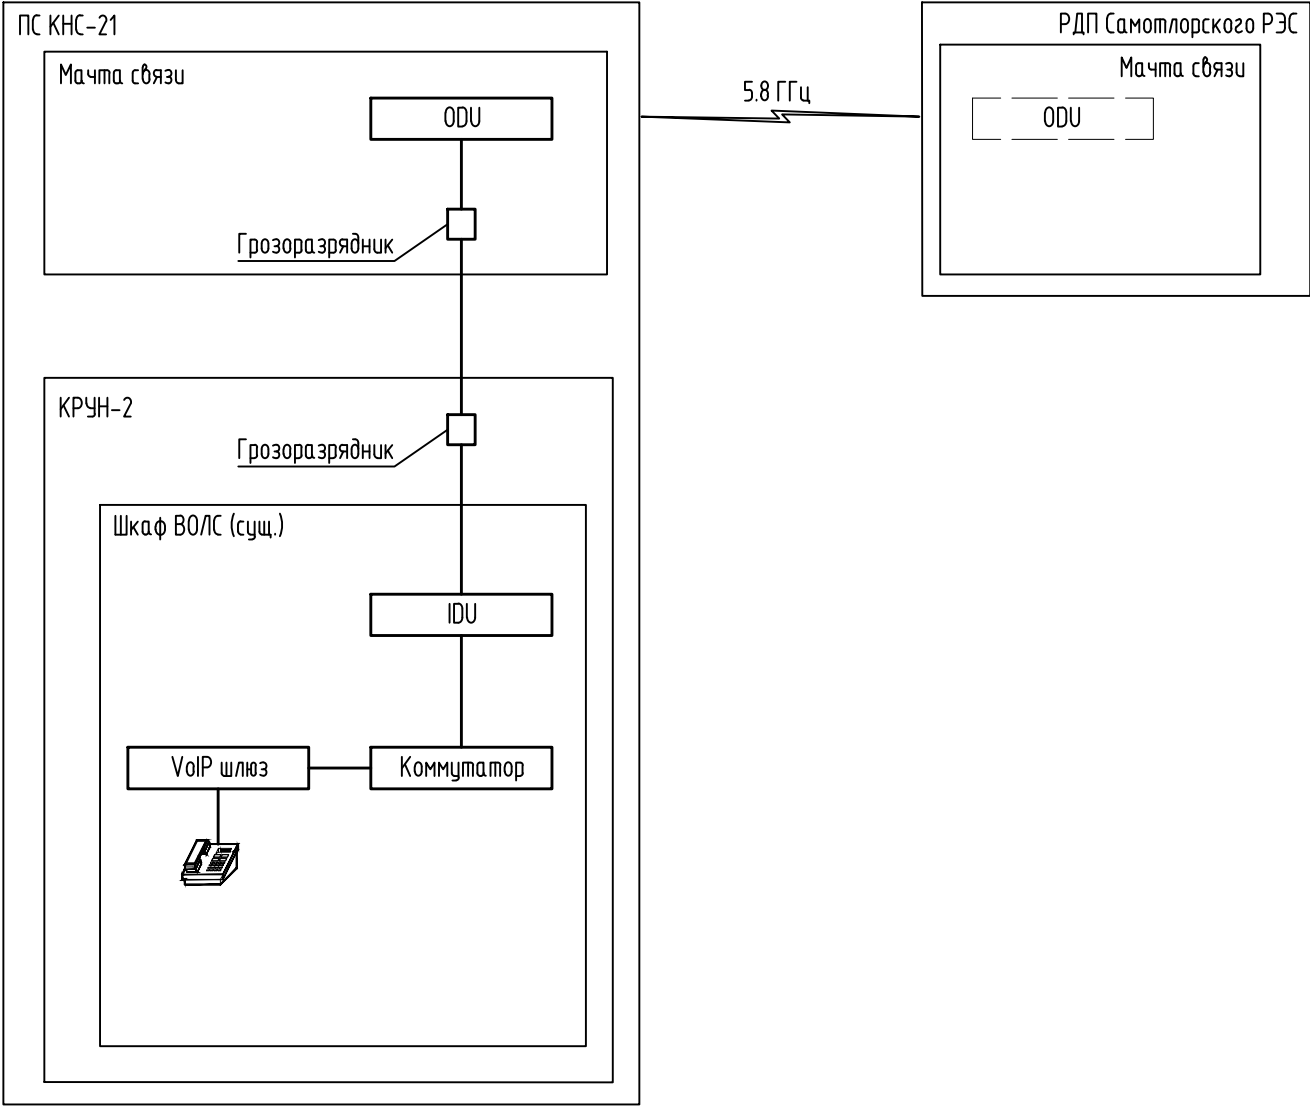 ПС КНС-21
Мачта связи
ODU
Грозоразрядник
5.8 ГГц
РДП Самотлорского РЭС
Мачта связи
ODU
КРУН-2
Грозоразрядник
Шкаф ВОЛС (сущ.)
IDU
VoIP шлюз
Коммутатор